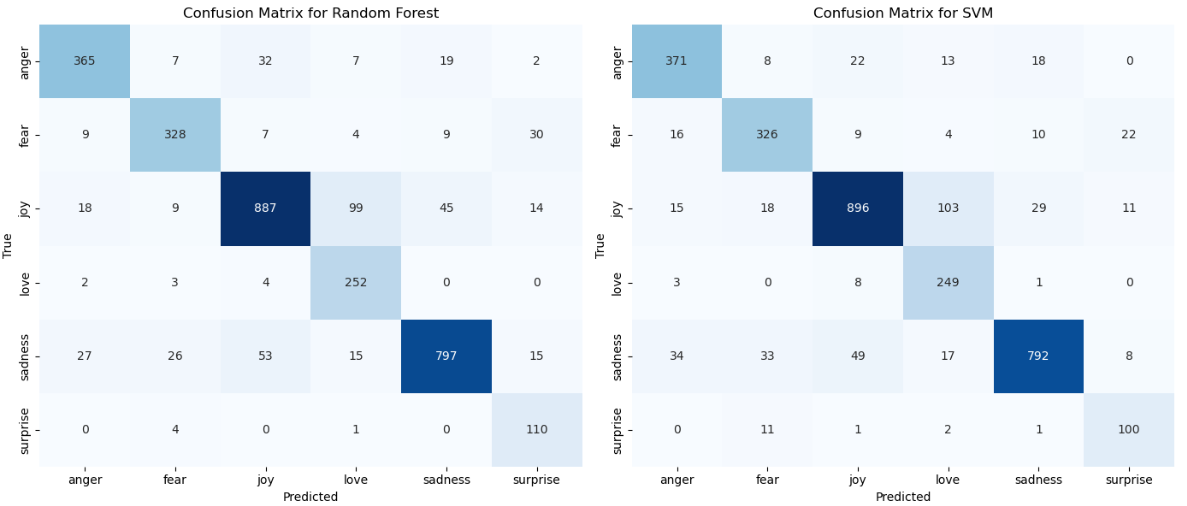 Confusion Matrix for Random Forest
anger 365 7 32 7 19 2
fear 9 328 7 4 9 30
joy 18 9 887 99 45 14
love 2 3 4 252 0 0
sadness 27 26 53 15 797 15
surprise 0 4 0 1 0 110
True
anger fear joy love sadness surprise
Predicted
Confusion Matrix for SVM
anger 371 8 22 13 18 0
fear 16 326 9 4 10 22
joy 15 18 896 103 29 11
love 3 0 8 249 1 0
sadness 34 33 49 17 792 8
surprise 0 11 1 2 1 100
True
anger fear joy love sadness surprise
Predicted